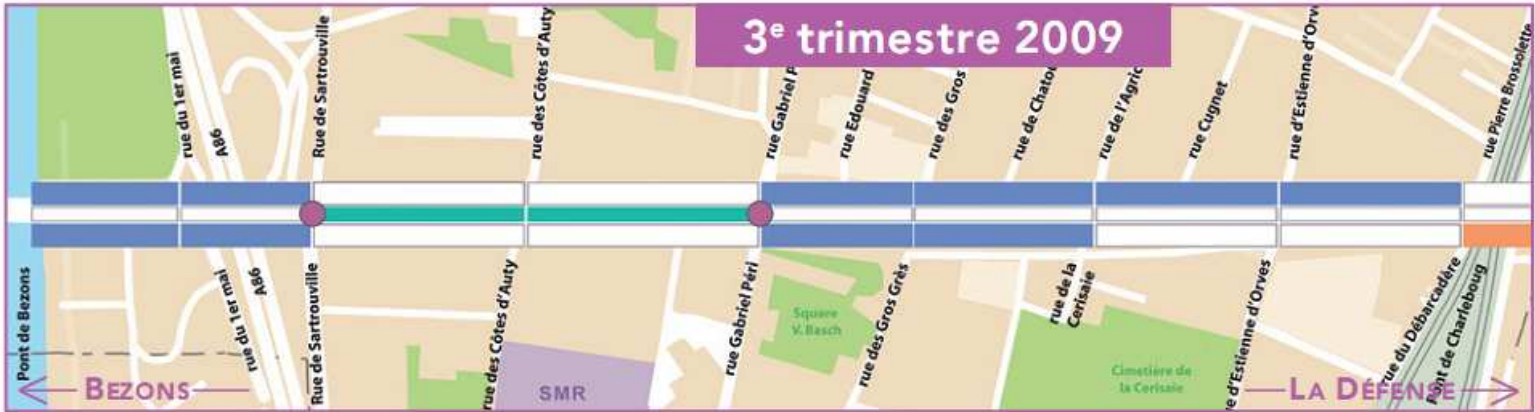 3e trimestre 2009
rue du 1er mai
A86
Rue de Sartrouville
rue des Côtes d'Auty
rue Gabriel P
rue Edouard
rue des Gros
rue de Chatou
rue de l'Agric
rue Cugnet
rue d'Estienne d'Orv
rue Pierre Brossolette
Pont de Bezons
rue du 1er mai
A86
Rue de Sartrouville
rue des Côtes d'Auty
SMR
rue Gabriel Péri
Square
V. Basch
rue des Gros Grès
rue de la
Cerisaie
Cimetière de
la Cerisaie
e d'Estienne d'Orves
rue du Débarcadère
Pont de Charleboug
BEZONS
LA DÉFENSE